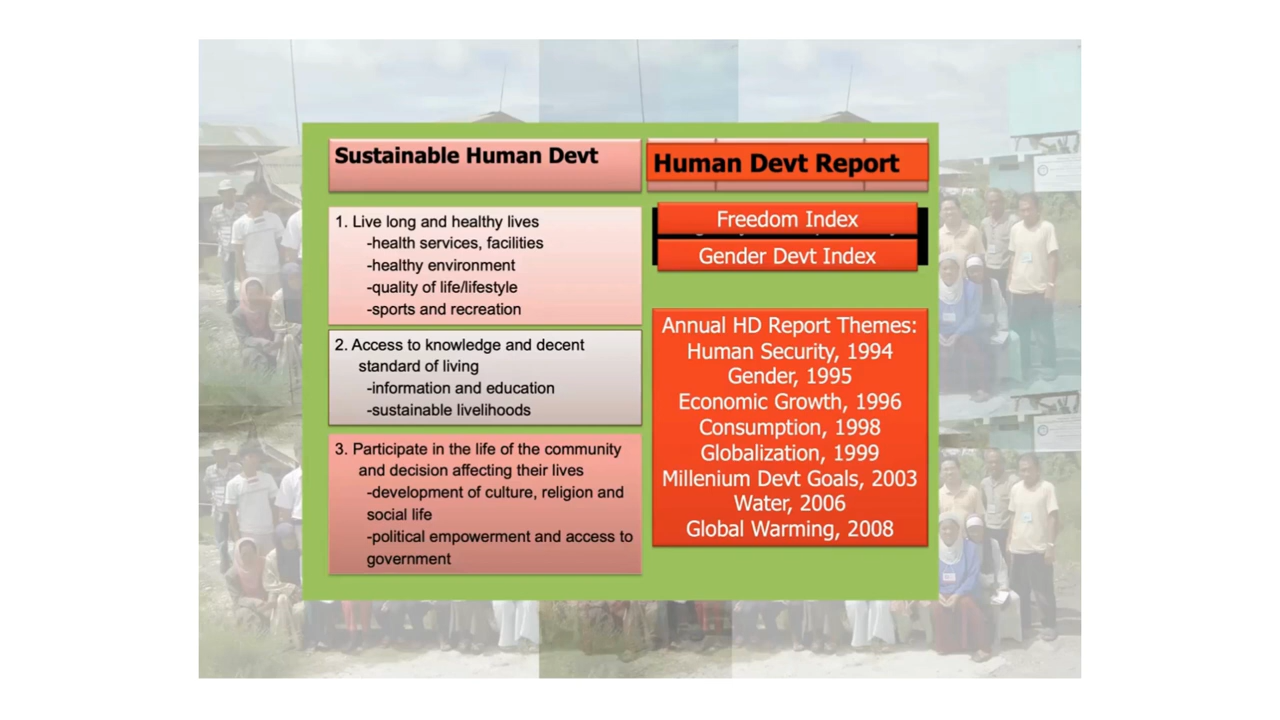 Sustainable Human Devt
1. Live long and healthy lives
-health services, facilities
-healthy environment
-quality of life/lifestyle
-sports and recreation
2. Access to knowledge and decent
standard of living
-information and education
-sustainable livelihoods
3. Participate in the life of the community
and decision affecting their lives
-development of culture, religion and
social life
-political empowerment and access to
government
Human Devt Report
Freedom Index
Gender Devt Index
Annual HD Report Themes:
Human Security, 1994
Gender, 1995
Economic Growth, 1996
Consumption, 1998
Globalization, 1999
Millenium Devt Goals, 2003
Water, 2006
Global Warming, 2008